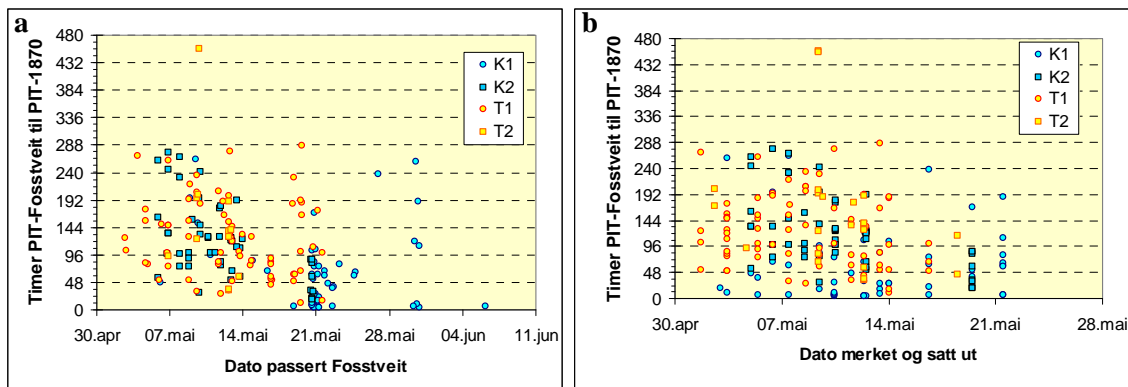 a
Timer PIT-Fosstveit til PIT-1870
480
432
384
336
288
240
192
144
96
48
0
K1
K2
T1
T2
30.apr 07.mai 14.mai 21.mai 28.mai 04.jun 11.jun
Dato passert Fosstveit
b
Timer PIT-Fosstveit til PIT-1870
480
432
384
336
288
240
192
144
96
48
0
K1
K2
T1
T2
30.apr 07.mai 14.mai 21.mai 28.mai
Dato merket og satt ut